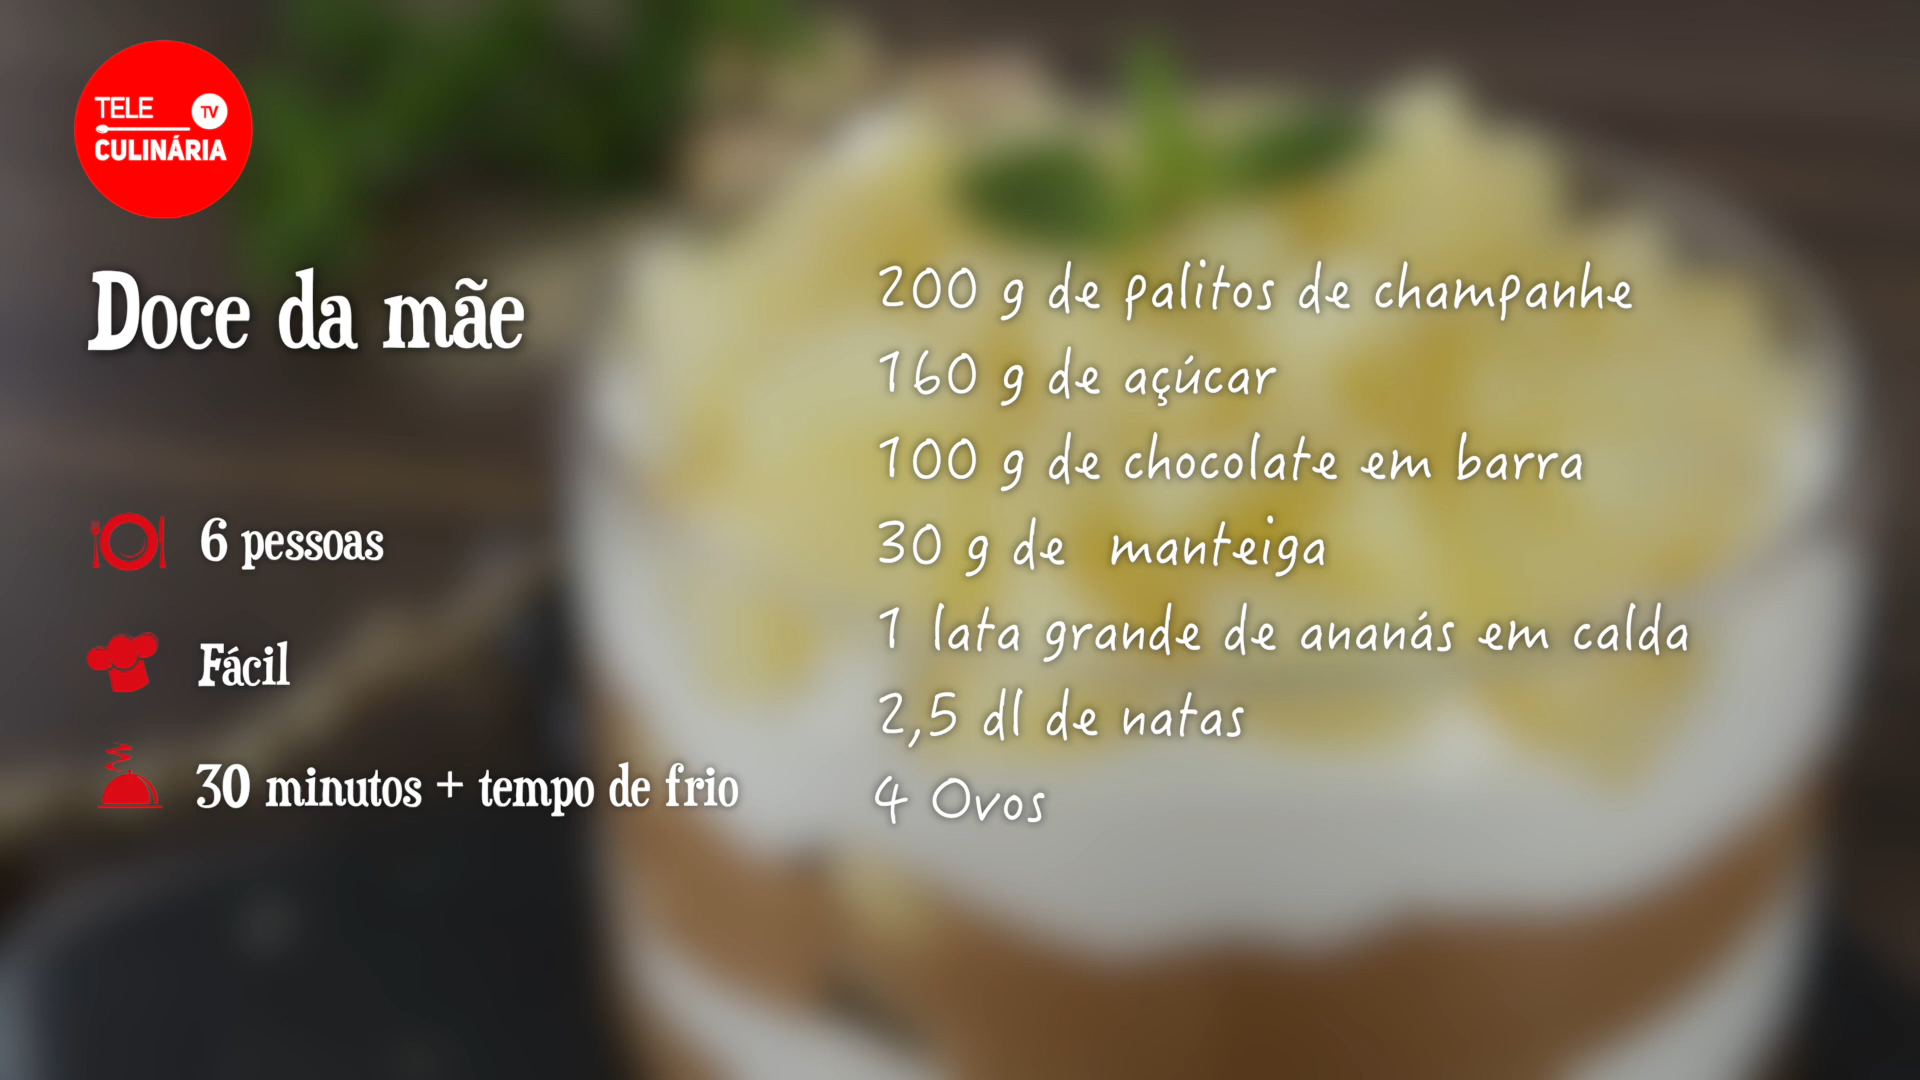 TELE TV
CULINÁRIA
Doce da mãe
6 pessoas
Fácil
30 minutos + tempo de frio
200 g de palitos de champanhe
160 g de açúcar
100 g de chocolate em barra
30 g de manteiga
1 lata grande de ananás em calda
2,5 dl de natas
4 Ovos